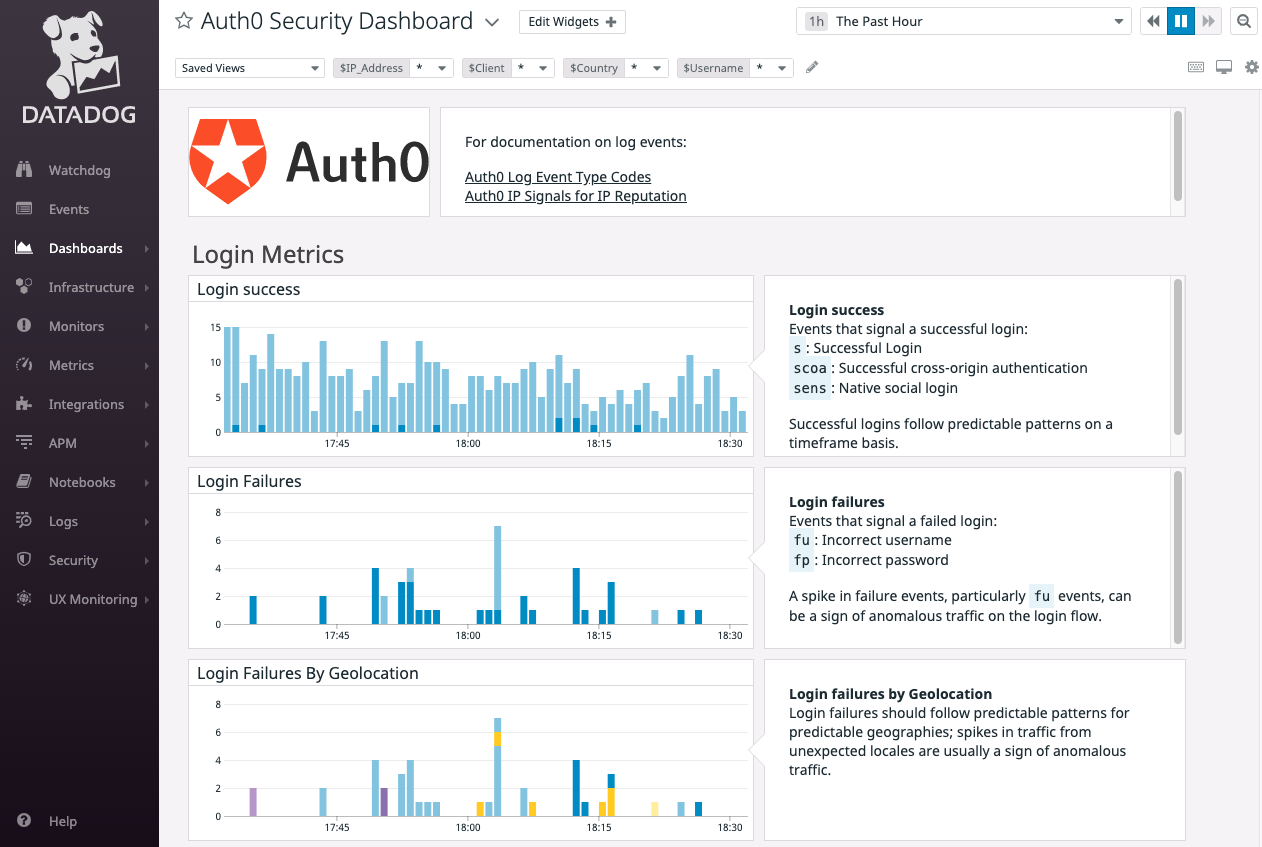 DATADOG
Watchdog
Events
Dashboards
Infrastructure
Monitors
Metrics
Integrations
APM
Notebooks
Logs
Security
UX Monitoring
Help
Auth0 Security Dashboard
Edit Widgets +
1h The Past Hour
Saved Views
$IP_Address *
$Client *
$Country *
$Username *
Auth0
For documentation on log events:
Auth0 Log Event Type Codes
Auth0 IP Signals for IP Reputation
Login Metrics
Login success
15
10
5
0
17:45 18:00 18:15 18:30
Login success
Events that signal a successful login:
s : Successful Login
scoa : Successful cross-origin authentication
sens : Native social login
Successful logins follow predictable patterns on a
timeframe basis.
Login Failures
8
6
4
2
0
17:45 18:00 18:15 18:30
Login failures
Events that signal a failed login:
fu : Incorrect username
fp : Incorrect password
A spike in failure events, particularly fu events, can
be a sign of anomalous traffic on the login flow.
Login Failures By Geolocation
8
6
4
2
0
17:45 18:00 18:15 18:30
Login failures by Geolocation
Login failures should follow predictable patterns for
predictable geographies; spikes in traffic from
unexpected locales are usually a sign of anomalous
traffic.